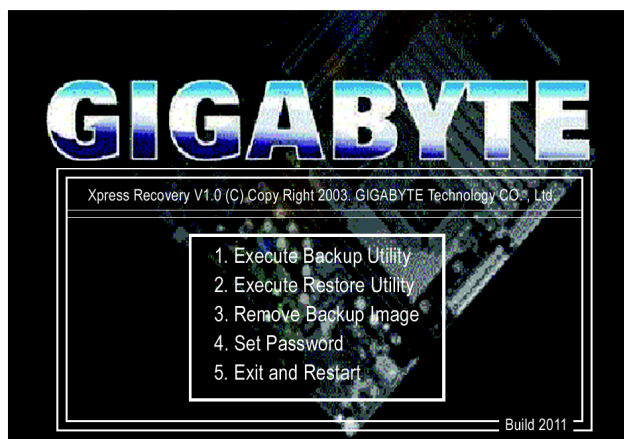 GIGABYTE
Xpress Recovery V1.0 (C) Copy Right 2003. GIGABYTE Technology CO. , Ltd.
1. Execute Backup Utility
2. Execute Restore Utility
3. Remove Backup Image
4. Set Password
5. Exit and Restart
Build 2011